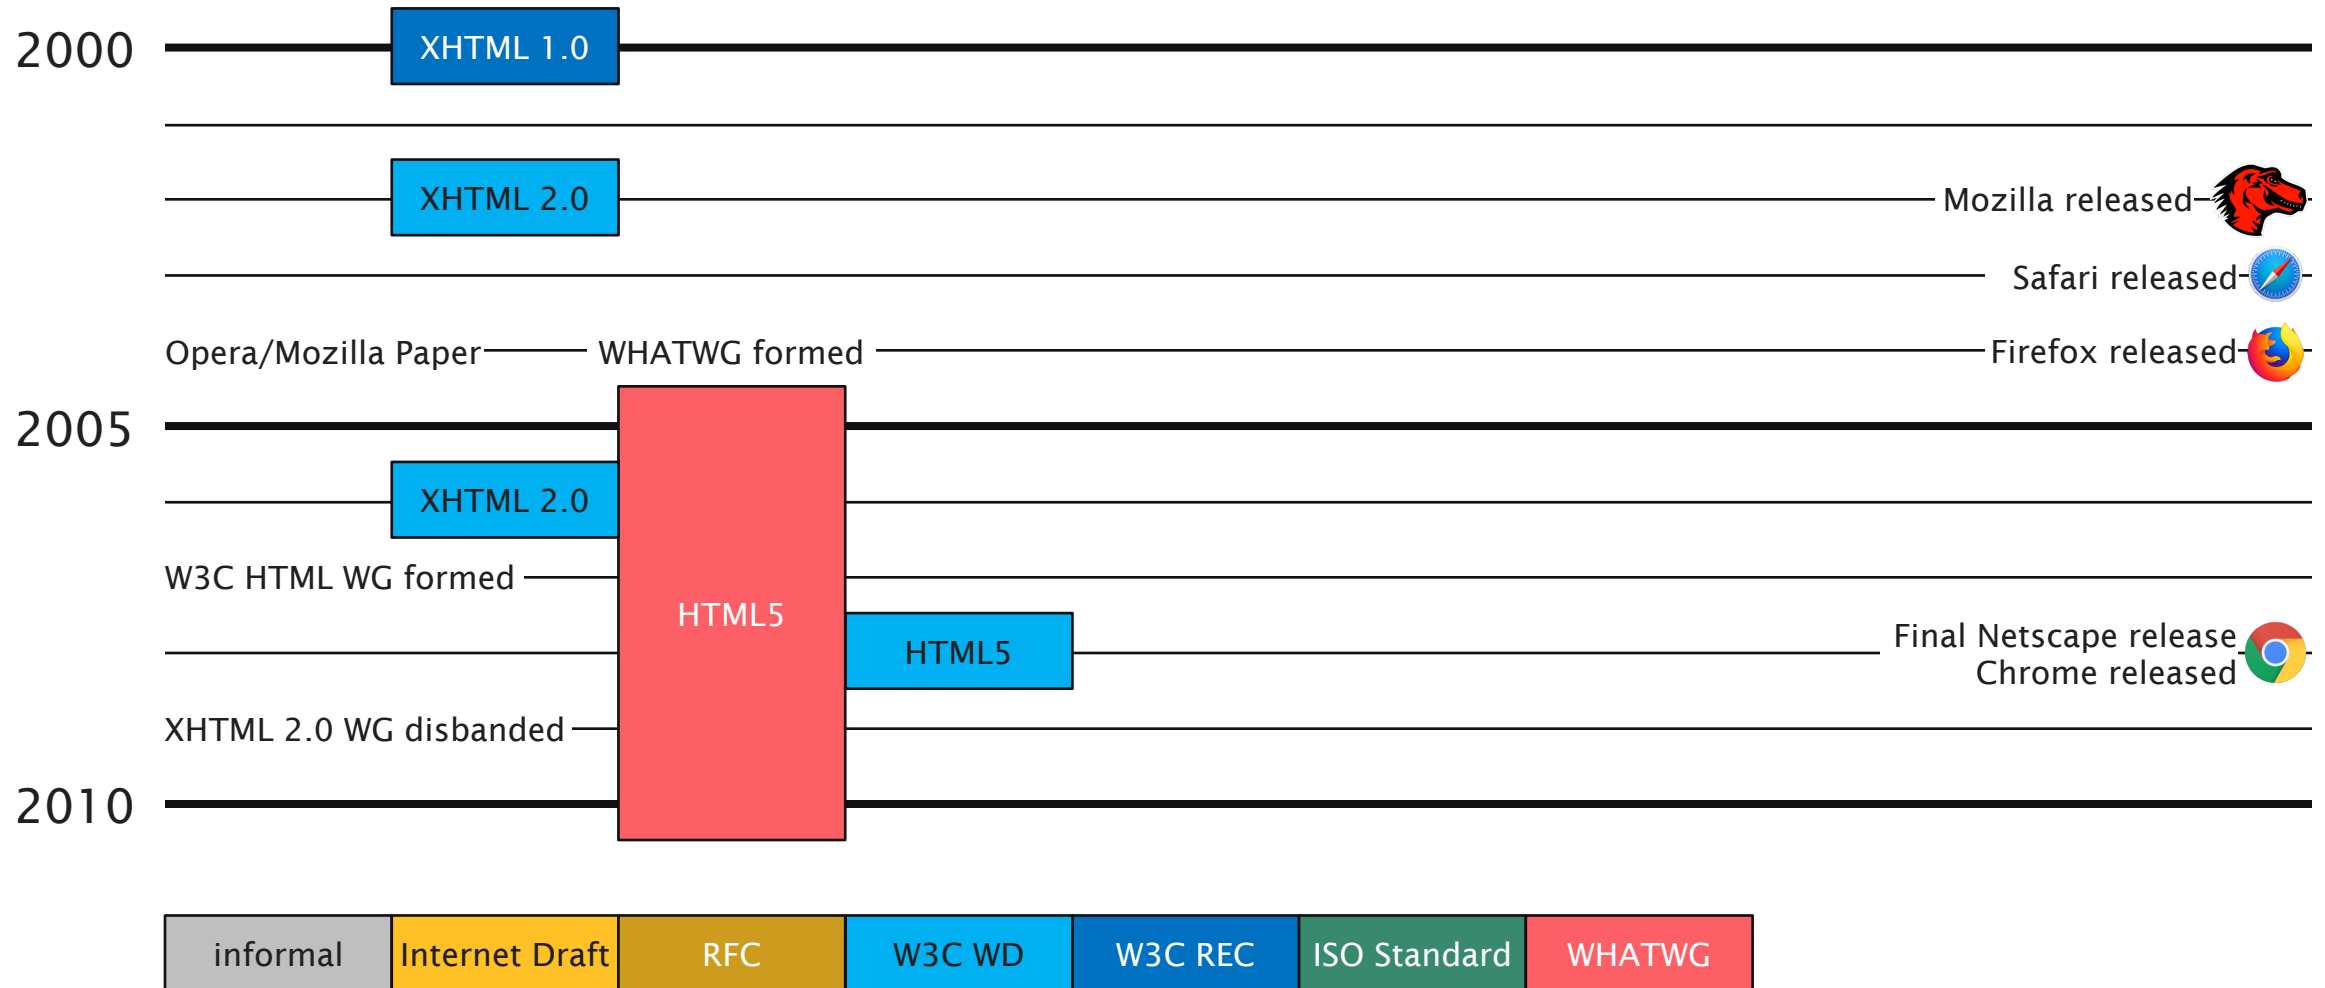 2000
XHTML 1.0
XHTML 2.0
Mozilla released
Safari released
Opera/Mozilla Paper
WHATWG formed
Firefox released
2005
XHTML 2.0
W3C HTML WG formed
HTML5
HTML5
Final Netscape release
Chrome released
XHTML 2.0 WG disbanded
2010
informal
Internet Draft
RFC
W3C WD
W3C REC
ISO Standard
WHATWG